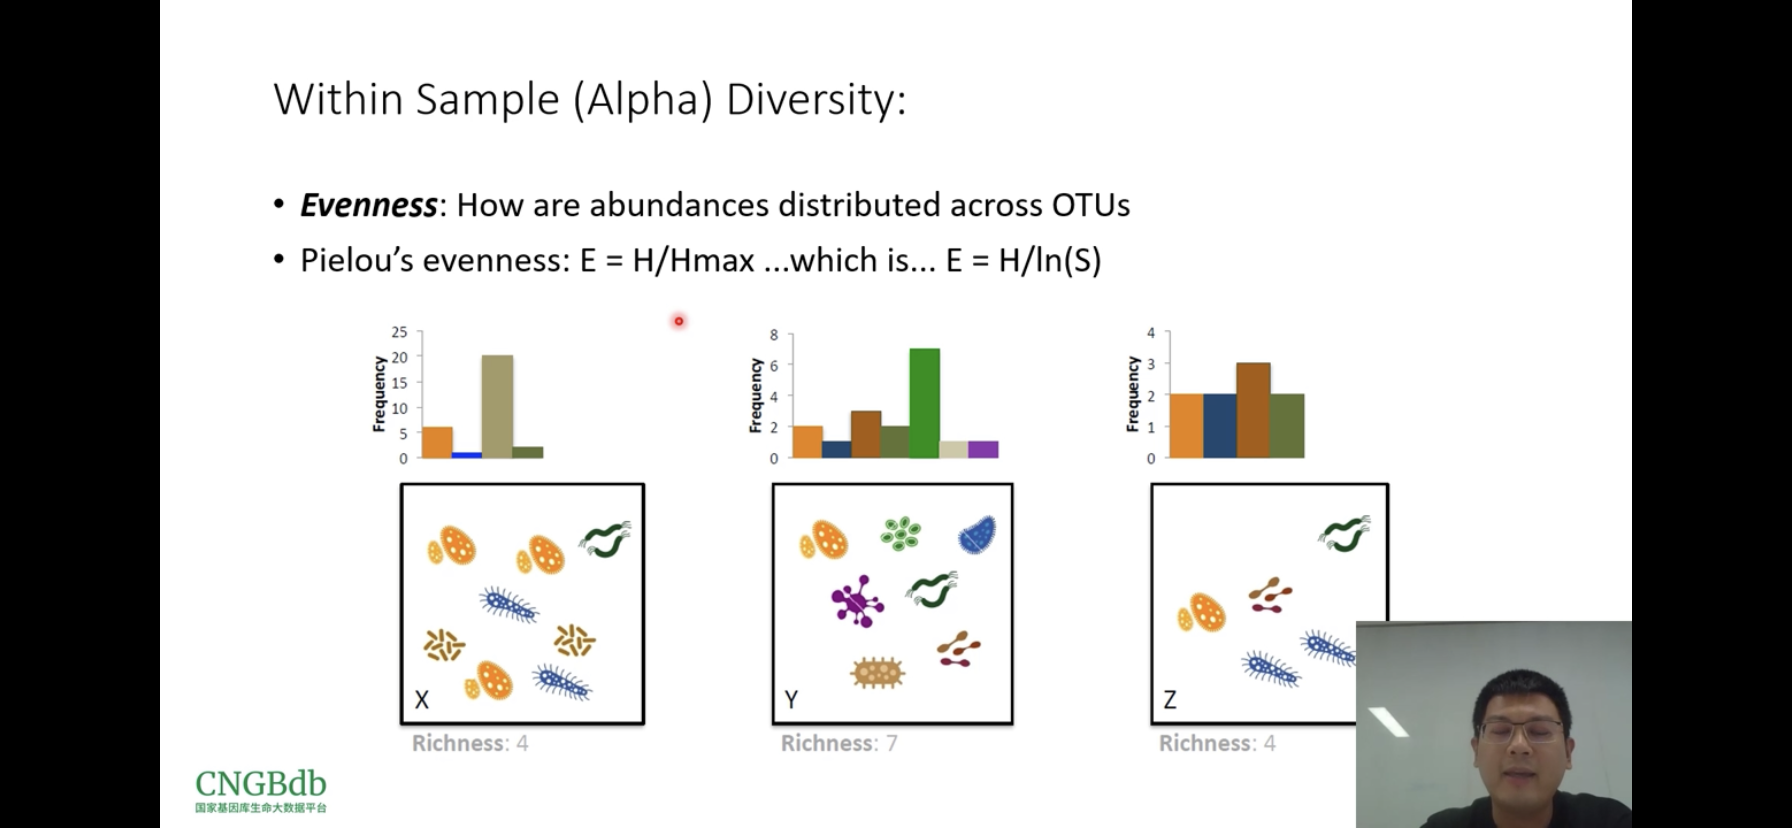 Within Sample (Alpha) Diversity:
• Evenness: How are abundances distributed across OTUs
• Pielou's evenness: E = H/Hmax ...which is... E = H/ln(S)
Frequency
25
20
15
10
5
0
Frequency
8
6
4
2
0
Frequency
4
3
2
1
0
X
Y
Z
Richness: 4
Richness: 7
Richness: 4
CNGBdb
国家基因库生命大数据平台